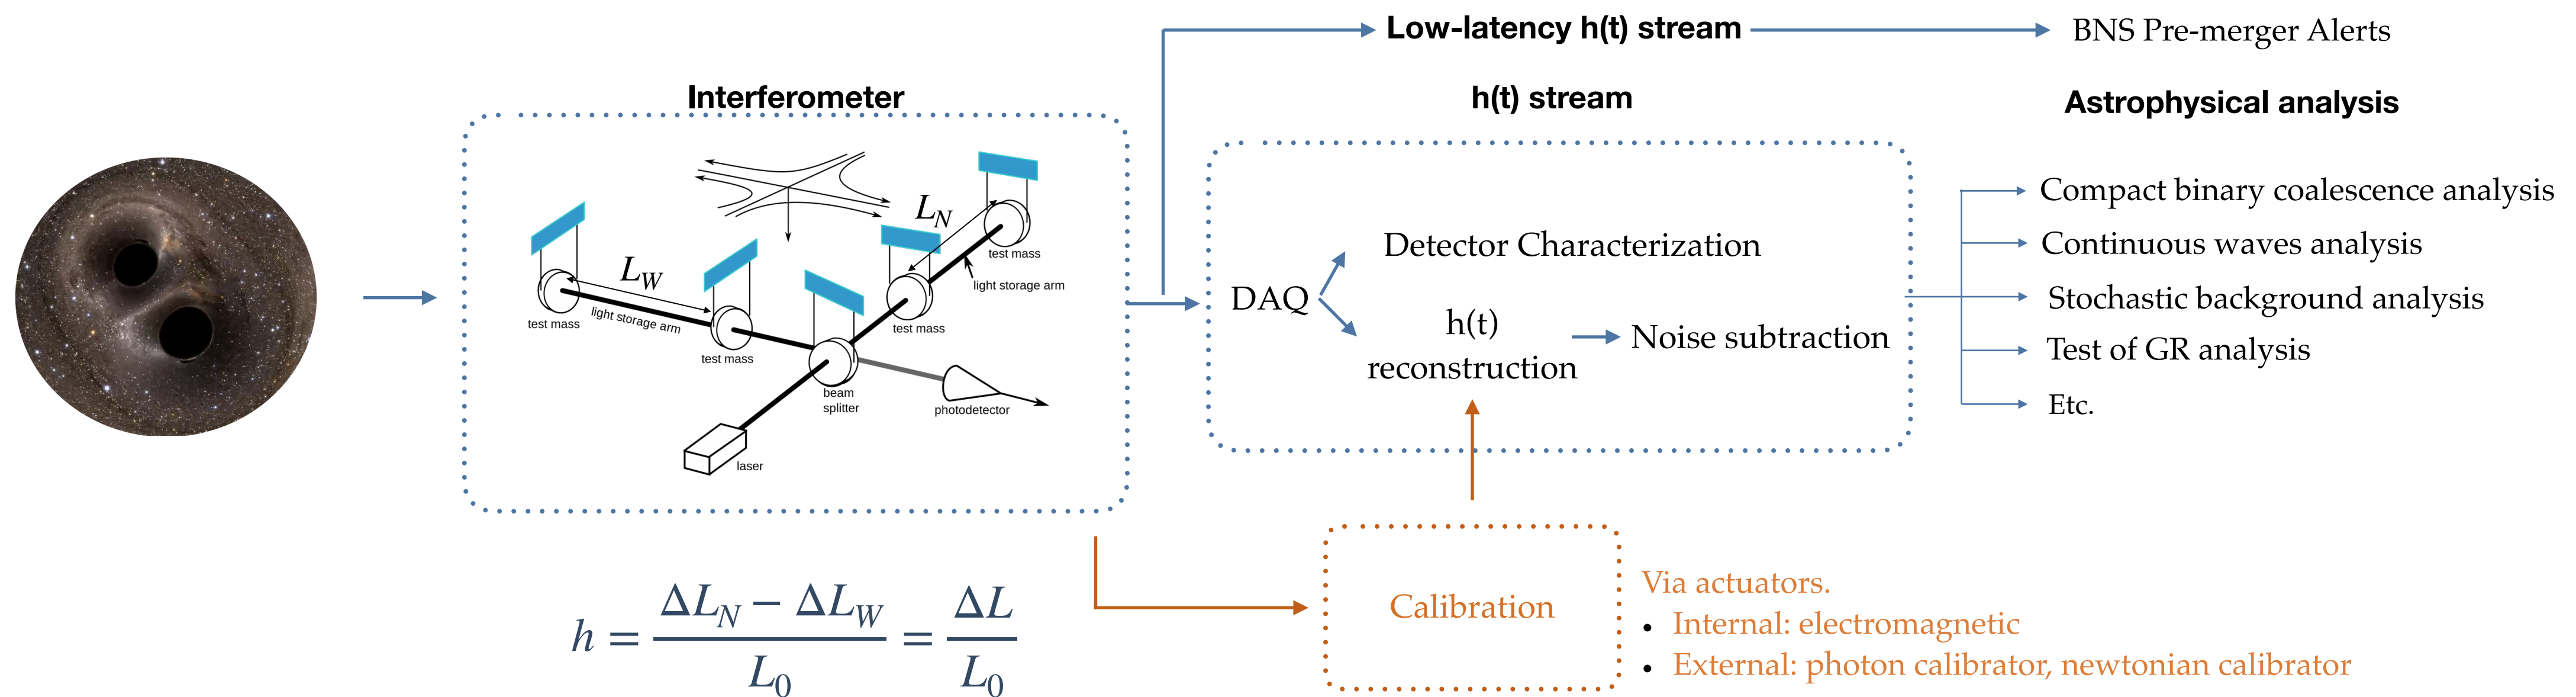 Low-latency h(t) stream
BNS Pre-merger Alerts
Interferometer
h(t) stream
Astrophysical analysis
L_W
light storage arm
test mass
test mass
L_N
test mass
light storage arm
test mass
beam
splitter
photodetector
laser
DAQ
Detector Characterization
h(t)
reconstruction
Noise subtraction
Compact binary coalescence analysis
Continuous waves analysis
Stochastic background analysis
Test of GR analysis
Etc.
h = \frac{ΔL_N − ΔL_W}{L_0} = \frac{ΔL}{L_0}
Calibration
Via actuators.
• Internal: electromagnetic
• External: photon calibrator, newtonian calibrator